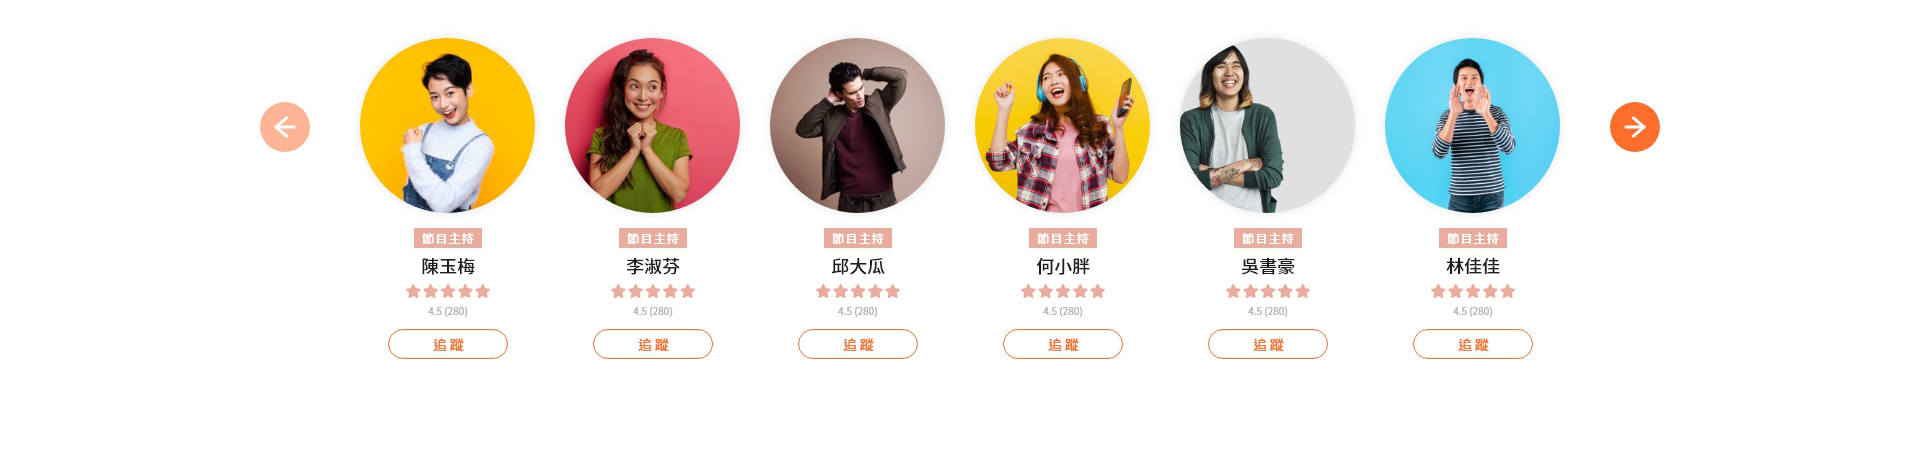 節目主持 節目主持 節目主持 節目主持 節目主持 節目主持
陳玉梅 李淑芬 邱大瓜 何小胖 吳書豪 林佳佳
4.5 (280) 4.5 (280) 4.5 (280) 4.5 (280) 4.5 (280) 4.5 (280)
追蹤 追蹤 追蹤 追蹤 追蹤 追蹤